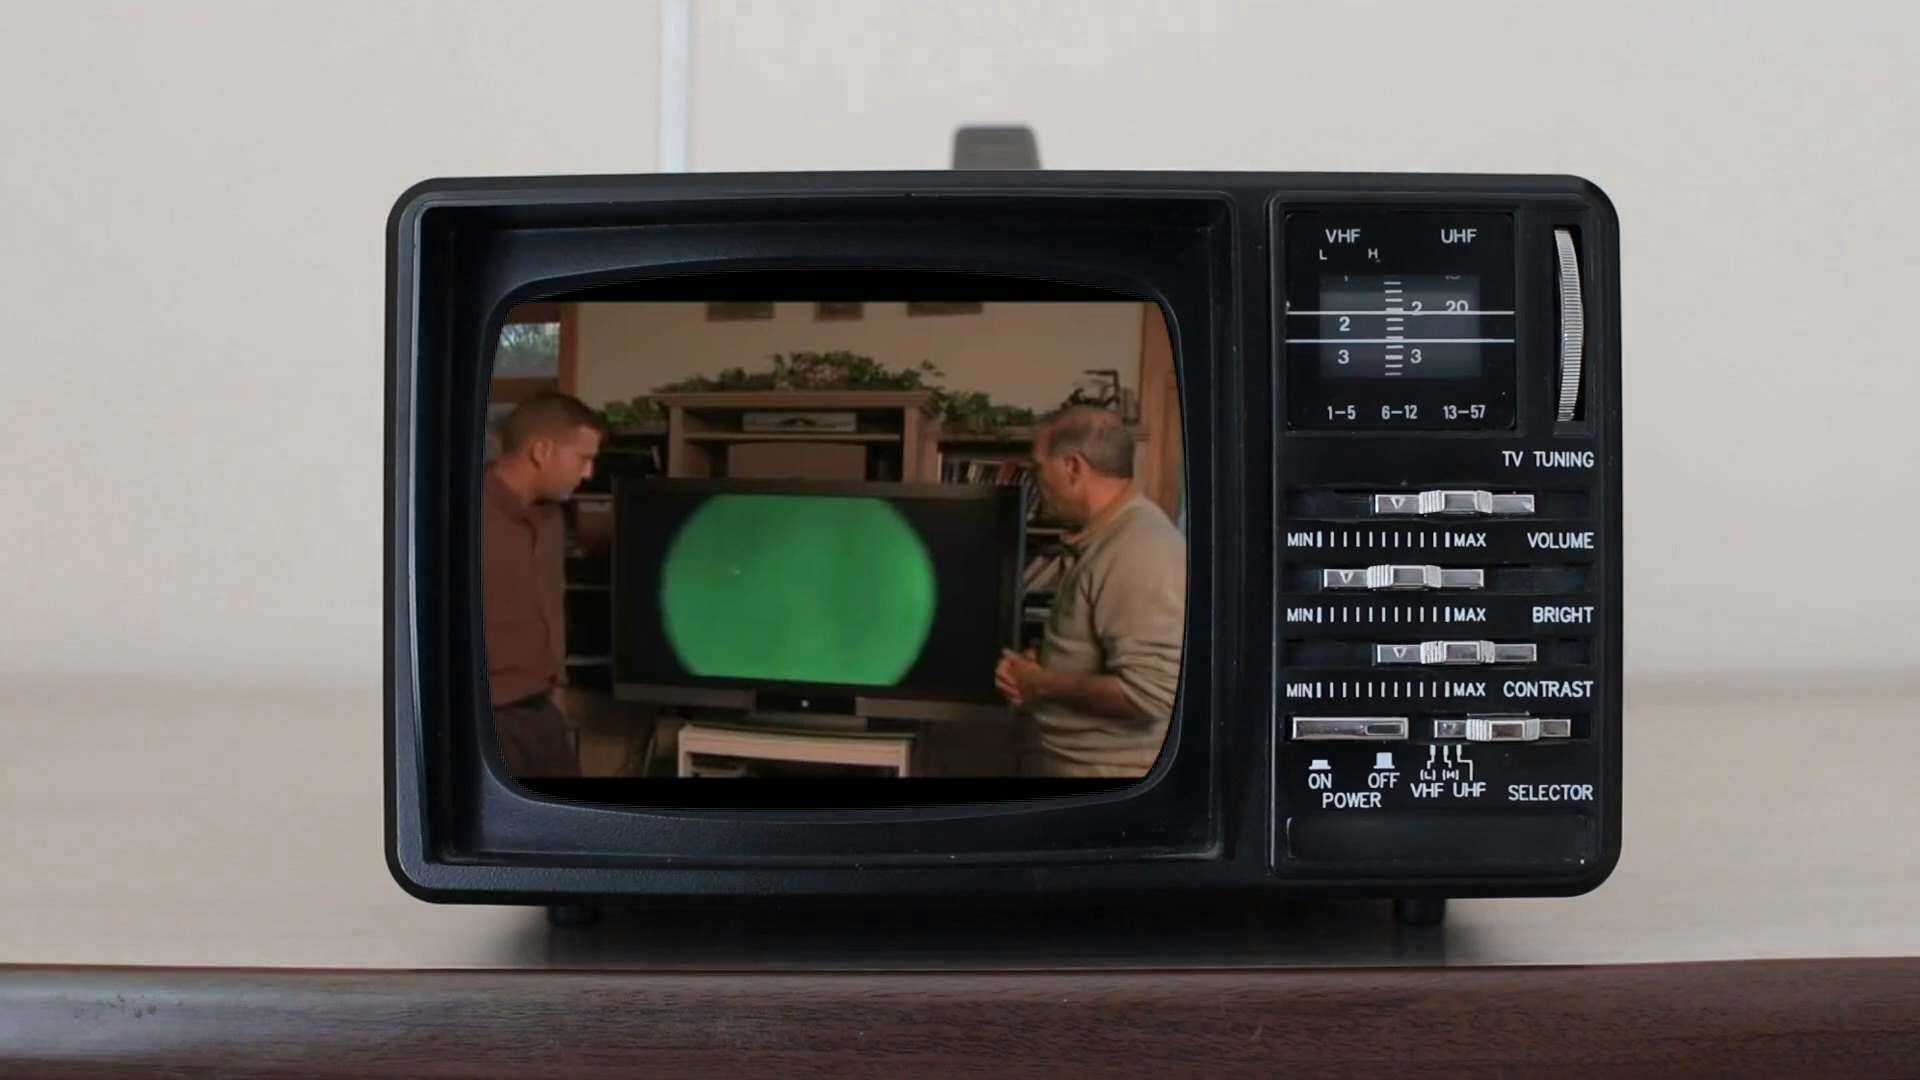 VHF UHF
L H
2 20
2
3 3
1-5 6-12 13-57
TV TUNING
MIN MAX VOLUME
MIN MAX BRIGHT
MIN MAX CONTRAST
ON OFF
POWER
(L) (H)
VHF UHF
SELECTOR